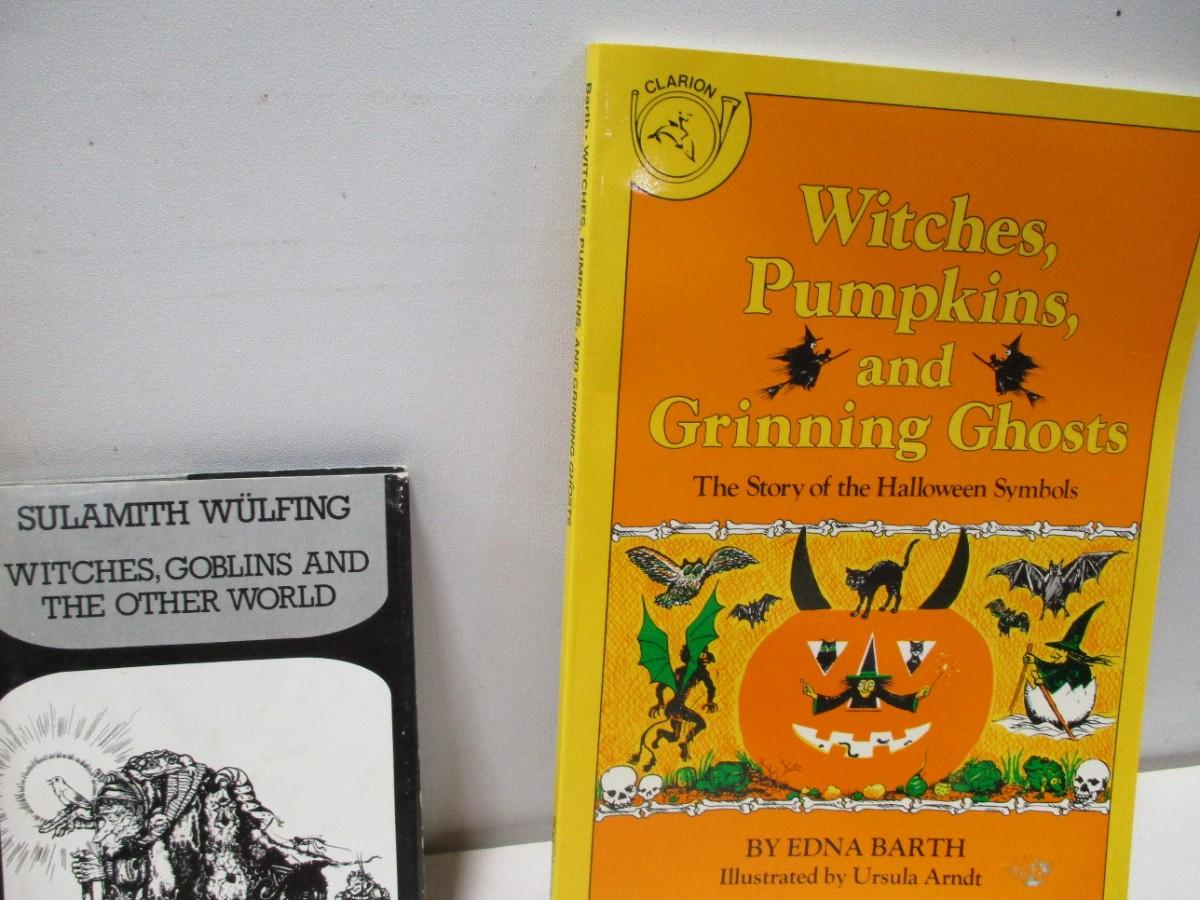 SULAMITH WÜLFING
WITCHES, GOBLINS AND
THE OTHER WORLD
Barth · WITCHES, PUMPKINS, AND GRINNING GHOSTS
CLARION
Witches,
Pumpkins,
and
Grinning Ghosts
The Story of the Halloween Symbols
BY EDNA BARTH
Illustrated by Ursula Arndt